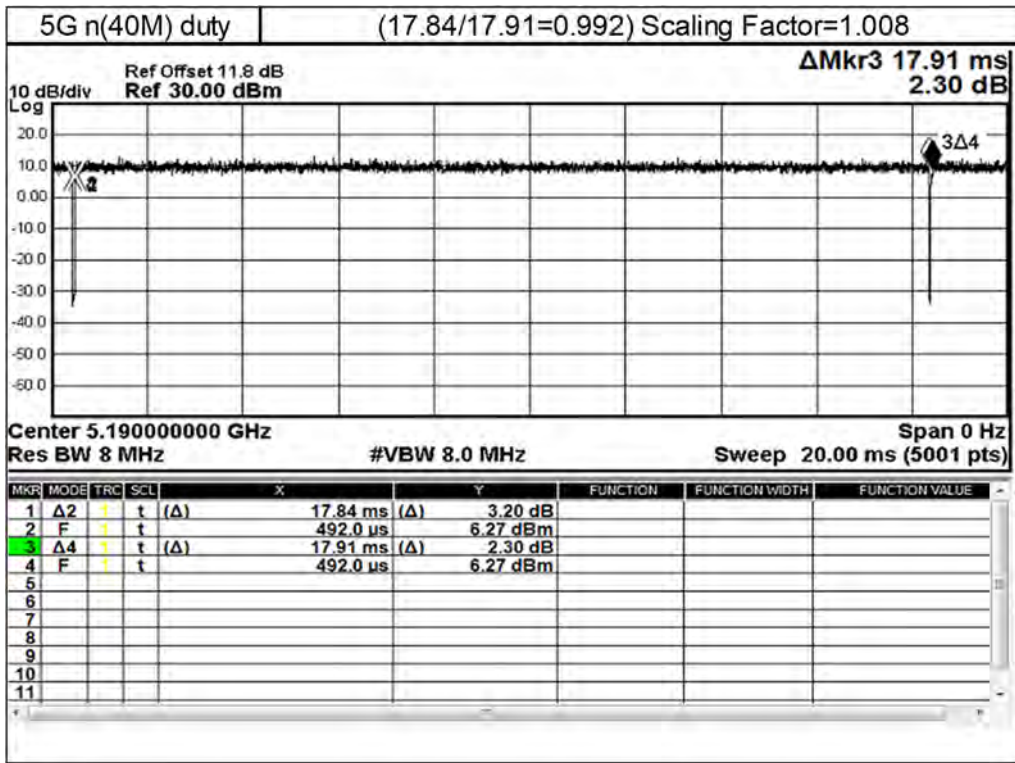 5G n(40M) duty (17.84/17.91=0.992) Scaling Factor=1.008
ΔMkr3 17.91 ms
2.30 dB
Ref Offset 11.8 dB
10 dB/div Ref 30.00 dBm
Log
20.0
3Δ4
10.0
0.00
-10.0
-20.0
-30.0
-40.0
-50.0
-60.0
Center 5.190000000 GHz Span 0 Hz
Res BW 8 MHz #VBW 8.0 MHz Sweep 20.00 ms (5001 pts)
MKR MODE TRC SCL X Y FUNCTION FUNCTION WIDTH FUNCTION VALUE
1 Δ2 1 t (Δ) 17.84 ms (Δ) 3.20 dB
2 F 1 t 492.0 µs 6.27 dBm
3 Δ4 1 t (Δ) 17.91 ms (Δ) 2.30 dB
4 F 1 t 492.0 µs 6.27 dBm
5
6
7
8
9
10
11